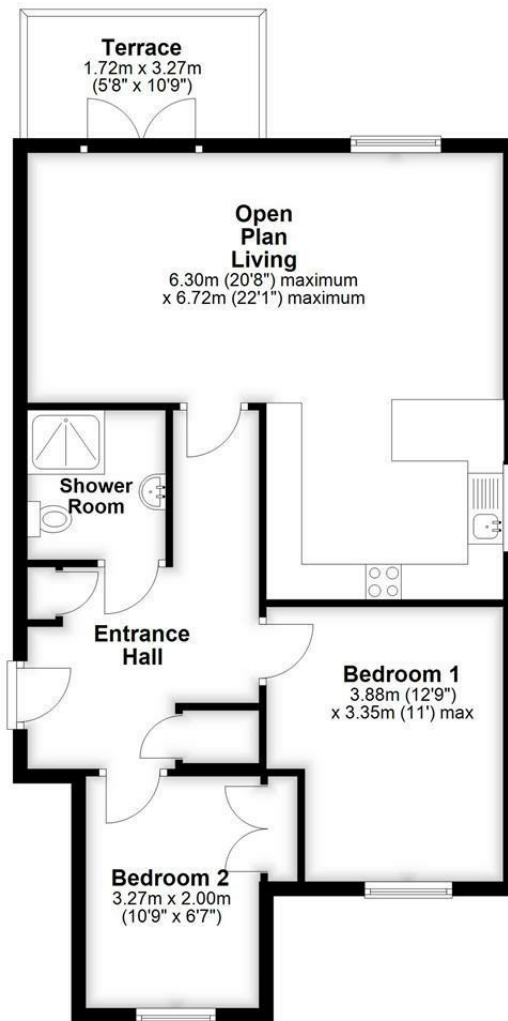 Terrace
1.72m x 3.27m
(5'8" x 10'9")
Open
Plan
Living
6.30m (20'8") maximum
x 6.72m (22'1") maximum
Shower
Room
Entrance
Hall
Bedroom 1
3.88m (12'9")
x 3.35m (11') max
Bedroom 2
3.27m x 2.00m
(10'9" x 6'7")